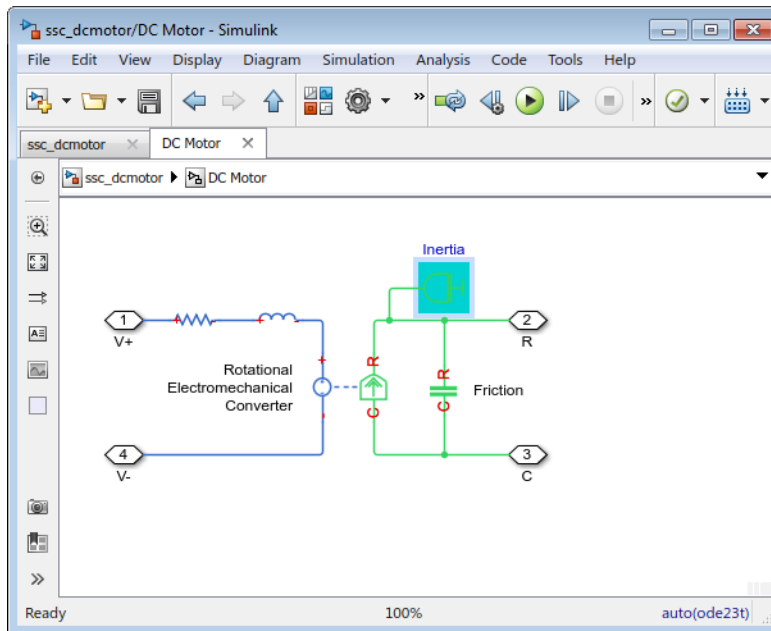 ssc_dcmotor/DC Motor - Simulink
File Edit View Display Diagram Simulation Analysis Code Tools Help
» »
ssc_dcmotor DC Motor
ssc_dcmotor DC Motor
Inertia
1
V+
2
R
+ + +
Rotational
Electromechanical
Converter
R
C
R
C
Friction
-
4
V-
3
C
A
»
Ready 100% auto(ode23t)